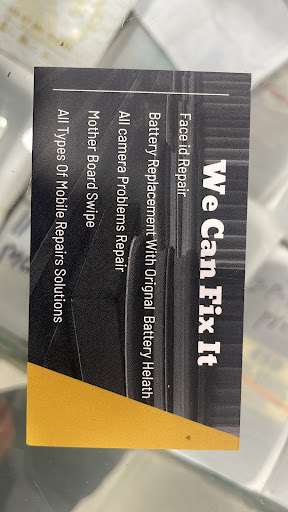 We Can Fix It
Face id Repair
Battery Replacement With Orignal Battery Helath
All camera Problems Repair
Mother Board Swipe
All Types Of Mobile Repairs Solutions